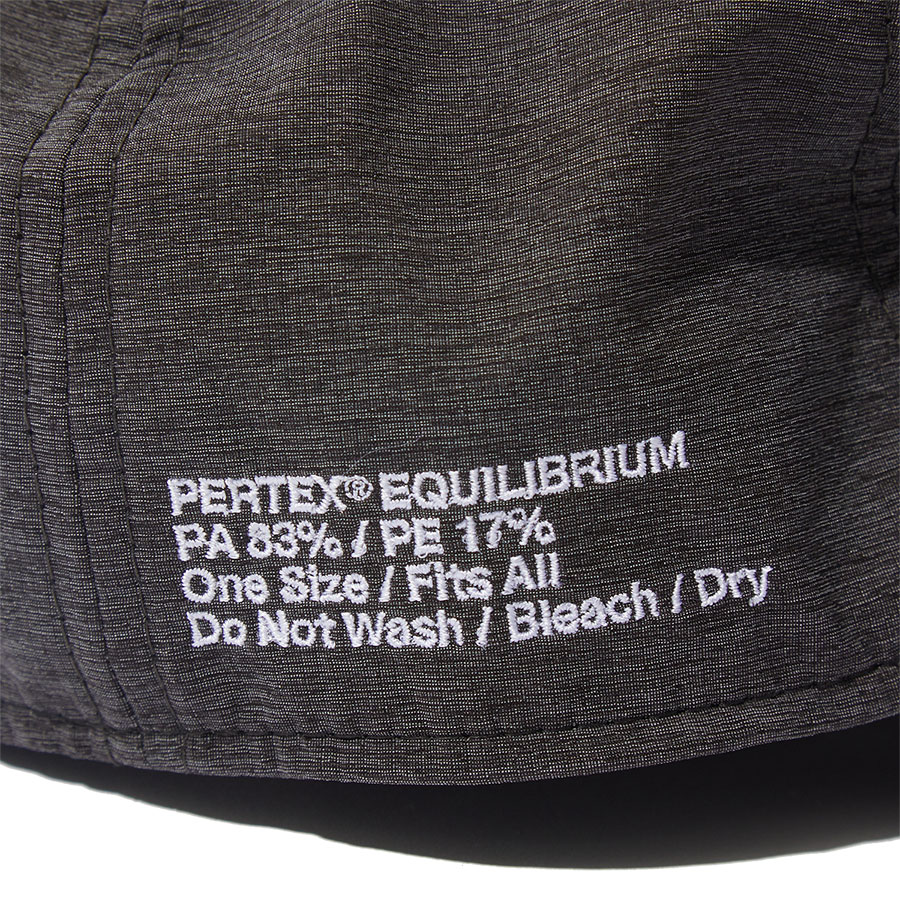 PERTEX® EQUILIBRIUM
PA 83% / PE 17%
One Size / Fits All
Do Not Wash / Bleach / Dry